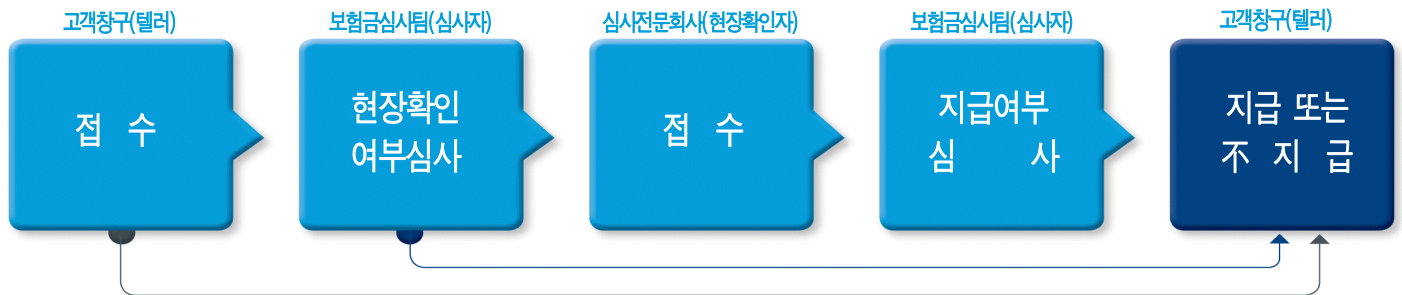 고객창구(텔러)
접 수
보험금심사팀(심사자)
현장확인
여부심사
심사전문회사(현장확인자)
접 수
보험금심사팀(심사자)
지급여부
심 사
고객창구(텔러)
지급 또는
不 지 급